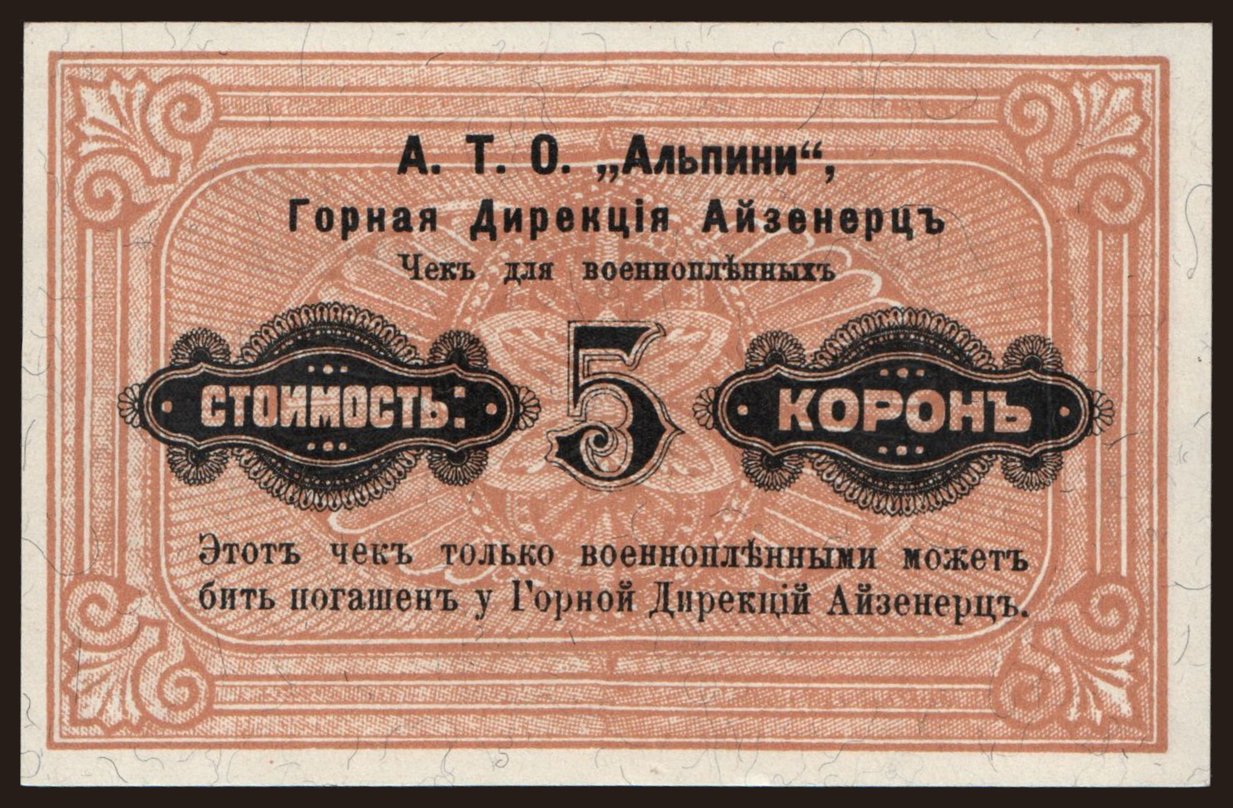 А. Т. О. „Альпини“,
Горная Дирекція Айзенерцъ
Чекъ для военноплѣнныхъ
СТОИМОСТЬ: 5 КОРОНЪ
Этотъ чекъ только военноплѣнными можетъ
бить погашенъ у Горной Дирекцій Айзенерцъ.